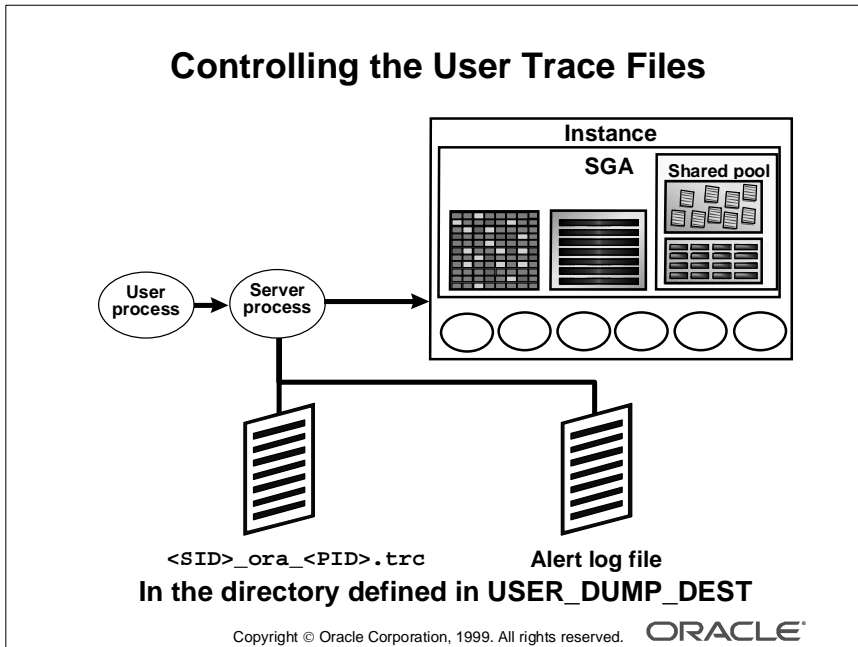 Controlling the User Trace Files
Instance
SGA
Shared pool
User
process
Server
process
<SID>_ora_<PID>.trc
Alert log file
In the directory defined in USER_DUMP_DEST
Copyright © Oracle Corporation, 1999. All rights reserved.
ORACLE®